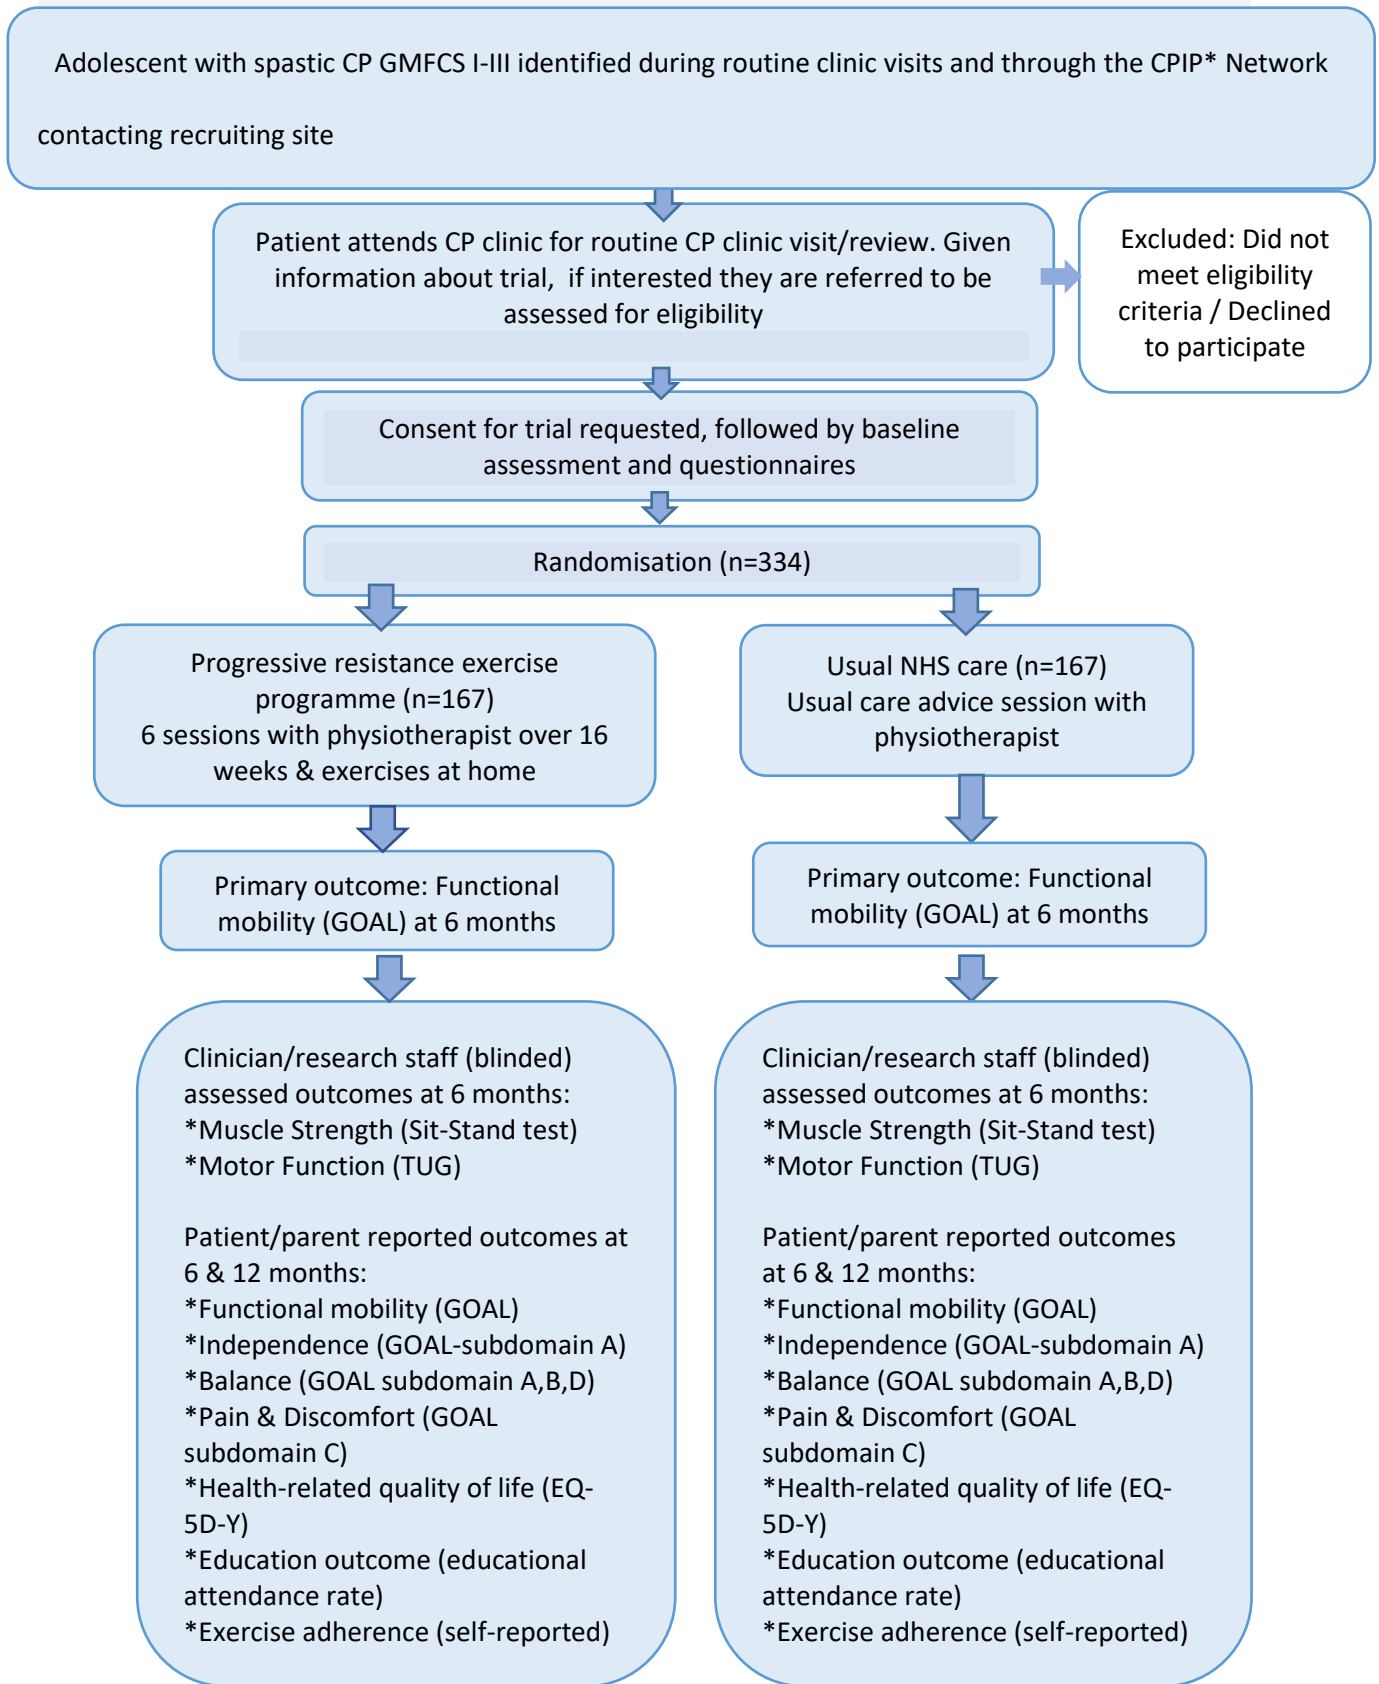 Adolescent with spastic CP GMFCS I-III identified during routine clinic visits and through the CPIP* Network
contacting recruiting site
Patient attends CP clinic for routine CP clinic visit/review. Given
information about trial, if interested they are referred to be
assessed for eligibility
Excluded: Did not
meet eligibility
criteria / Declined
to participate
Consent for trial requested, followed by baseline
assessment and questionnaires
Randomisation (n=334)
Progressive resistance exercise
programme (n=167)
6 sessions with physiotherapist over 16
weeks & exercises at home
Usual NHS care (n=167)
Usual care advice session with
physiotherapist
Primary outcome: Functional
mobility (GOAL) at 6 months
Primary outcome: Functional
mobility (GOAL) at 6 months
Clinician/research staff (blinded)
assessed outcomes at 6 months:
*Muscle Strength (Sit-Stand test)
*Motor Function (TUG)
Patient/parent reported outcomes at
6 & 12 months:
*Functional mobility (GOAL)
*Independence (GOAL-subdomain A)
*Balance (GOAL subdomain A,B,D)
*Pain & Discomfort (GOAL
subdomain C)
*Health-related quality of life (EQ-
5D-Y)
*Education outcome (educational
attendance rate)
*Exercise adherence (self-reported)
Clinician/research staff (blinded)
assessed outcomes at 6 months:
*Muscle Strength (Sit-Stand test)
*Motor Function (TUG)
Patient/parent reported outcomes
at 6 & 12 months:
*Functional mobility (GOAL)
*Independence (GOAL-subdomain A)
*Balance (GOAL subdomain A,B,D)
*Pain & Discomfort (GOAL
subdomain C)
*Health-related quality of life (EQ-
5D-Y)
*Education outcome (educational
attendance rate)
*Exercise adherence (self-reported)